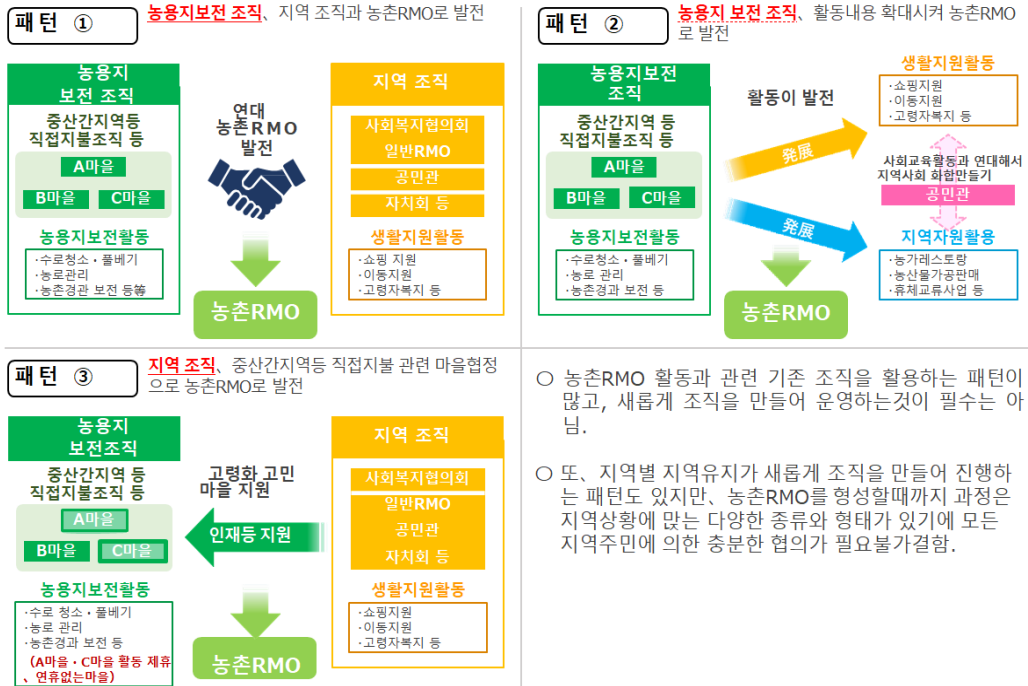 패턴 ①
농용지보전 조직、지역 조직과 농촌RMO로 발전
농용지
보전 조직
중산간지역등
직접지불조직 등
A마을
B마을
C마을
농용지보전활동
·수로청소・풀베기
·농로관리
·농촌경관 보전 등等
연대
농촌RMO
발전
농촌RMO
지역 조직
사회복지협의회
일반RMO
공민관
자치회 등
생활지원활동
·쇼핑 지원
·이동지원
·고령자복지 등
패턴 ②
농용지 보전 조직、활동내용 확대시켜 농촌RMO
로 발전
농용지보전
조직
중산간지역 등
직접지불조직 등
A마을
B마을
C마을
농용지보전활동
·수로청소・풀베기
·농로 관리
·농촌경과 보전 등
활동이 발전
発展
発展
농촌RMO
생활지원활동
·쇼핑지원
·이동지원
·고령자복지 등
사회교육활동과 연대해서
지역사회 화합만들기
공민관
지역자원활용
·농가레스토랑
·농산물가공판매
·휴체교류사업 등
패턴 ③
지역 조직、중산간지역등 직접지불 관련 마을협정
으로 농촌RMO로 발전
농용지
보전조직
중산간지역 등
직접지불조직 등
A마을
B마을
C마을
농용지보전활동
·수로 청소・풀베기
·농로 관리
·농촌경과 보전 등
(A마을・C마을 활동 제휴
、연휴없는마을)
고령화 고민
마을 지원
인재등 지원
농촌RMO
지역 조직
사회복지협의회
일반RMO
공민관
자치회 등
생활지원활동
·쇼핑지원
·이동지원
·고령자복지 등
○ 농촌RMO 활동과 관련 기존 조직을 활용하는 패턴이
많고, 새롭게 조직을 만들어 운영하는것이 필수는 아
님.
○ 또、지역별 지역유지가 새롭게 조직을 만들어 진행하
는 패턴도 있지만、농촌RMO를 형성할때까지 과정은
지역상황에 맞는 다양한 종류와 형태가 있기에 모든
지역주민에 의한 충분한 협의가 필요불가결함.